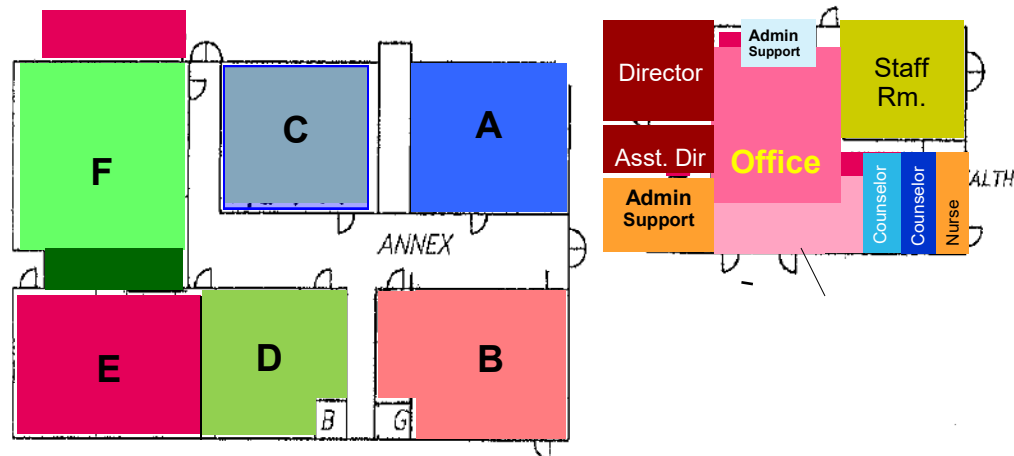 F
C
A
ANNEX
E
D
B
B
G
Director
Admin
Support
Staff
Rm.
Asst. Dir
Office
Admin
Support
Counselor
Counselor
Nurse
ALTH